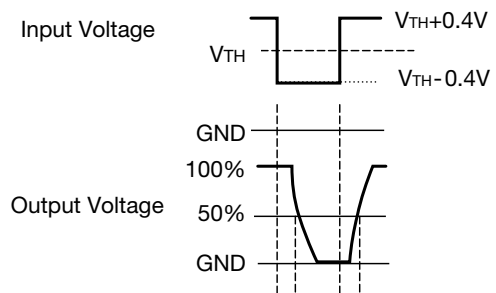 Input Voltage
VTH+0.4V
VTH
VTH-0.4V
GND
100%
Output Voltage
50%
GND